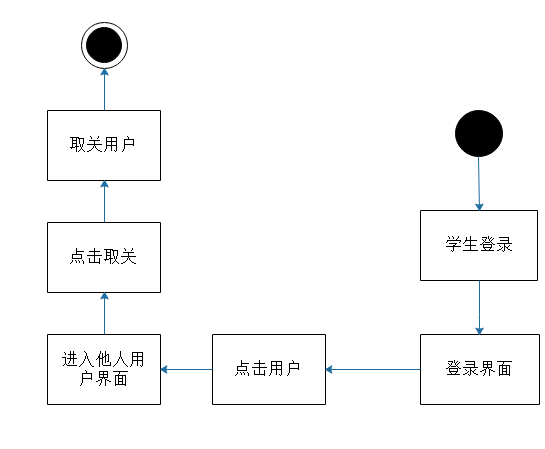 取关用户
点击取关
学生登录
进入他人用
户界面
点击用户
登录界面